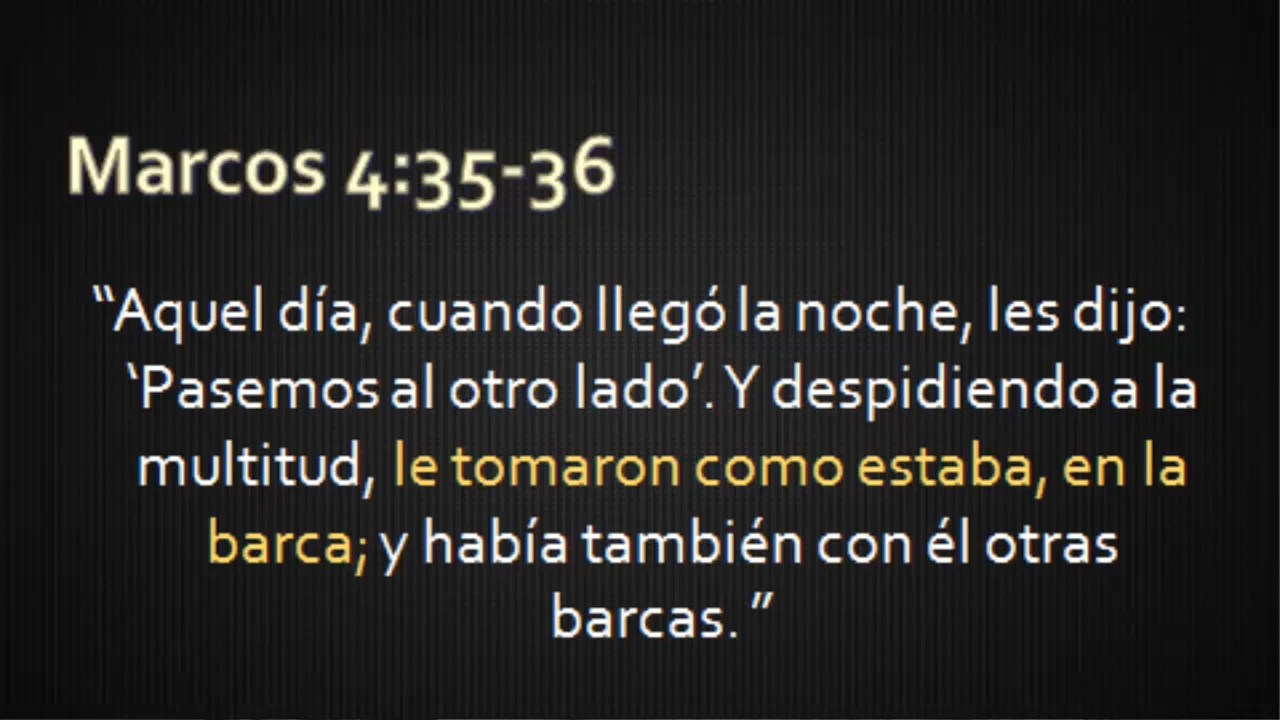 Marcos 4:35-36
“Aquel día, cuando llegó la noche, les dijo:
‘Pasemos al otro lado’. Y despidiendo a la
multitud, le tomaron como estaba, en la
barca; y había también con él otras
barcas. ”